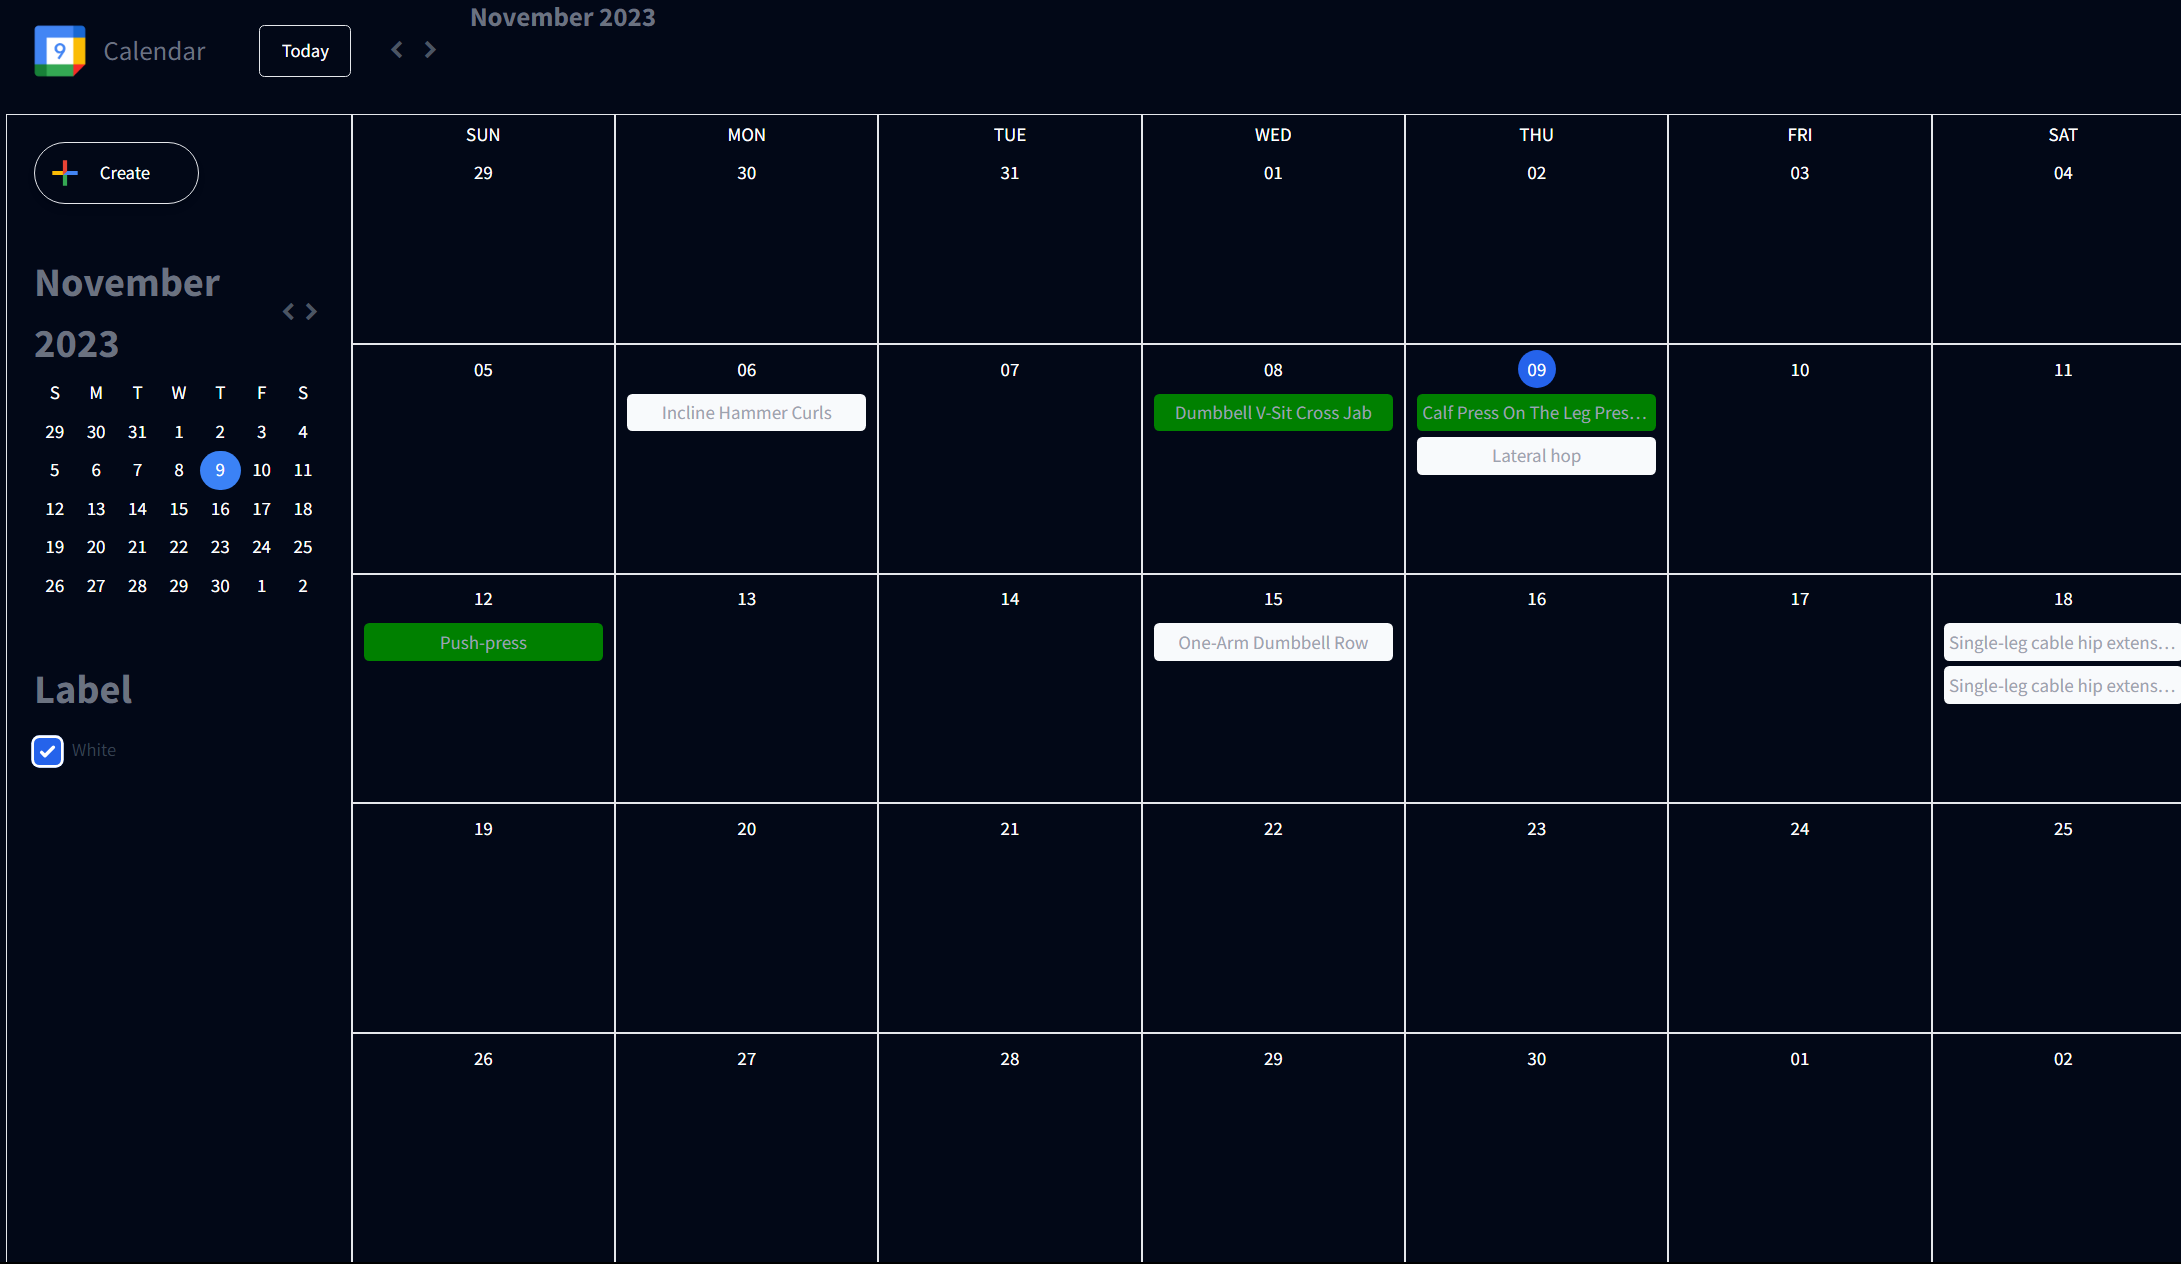 9
Calendar
Today
November 2023
Create
November
2023
S M T W T F S
29 30 31 1 2 3 4
5 6 7 8 9 10 11
12 13 14 15 16 17 18
19 20 21 22 23 24 25
26 27 28 29 30 1 2
Label
White
SUN MON TUE WED THU FRI SAT
29 30 31 01 02 03 04
05 06 07 08 09 10 11
Incline Hammer Curls
Dumbbell V-Sit Cross Jab
Calf Press On The Leg Pres...
Lateral hop
12 13 14 15 16 17 18
Push-press
One-Arm Dumbbell Row
Single-leg cable hip extens...
Single-leg cable hip extens...
19 20 21 22 23 24 25
26 27 28 29 30 01 02